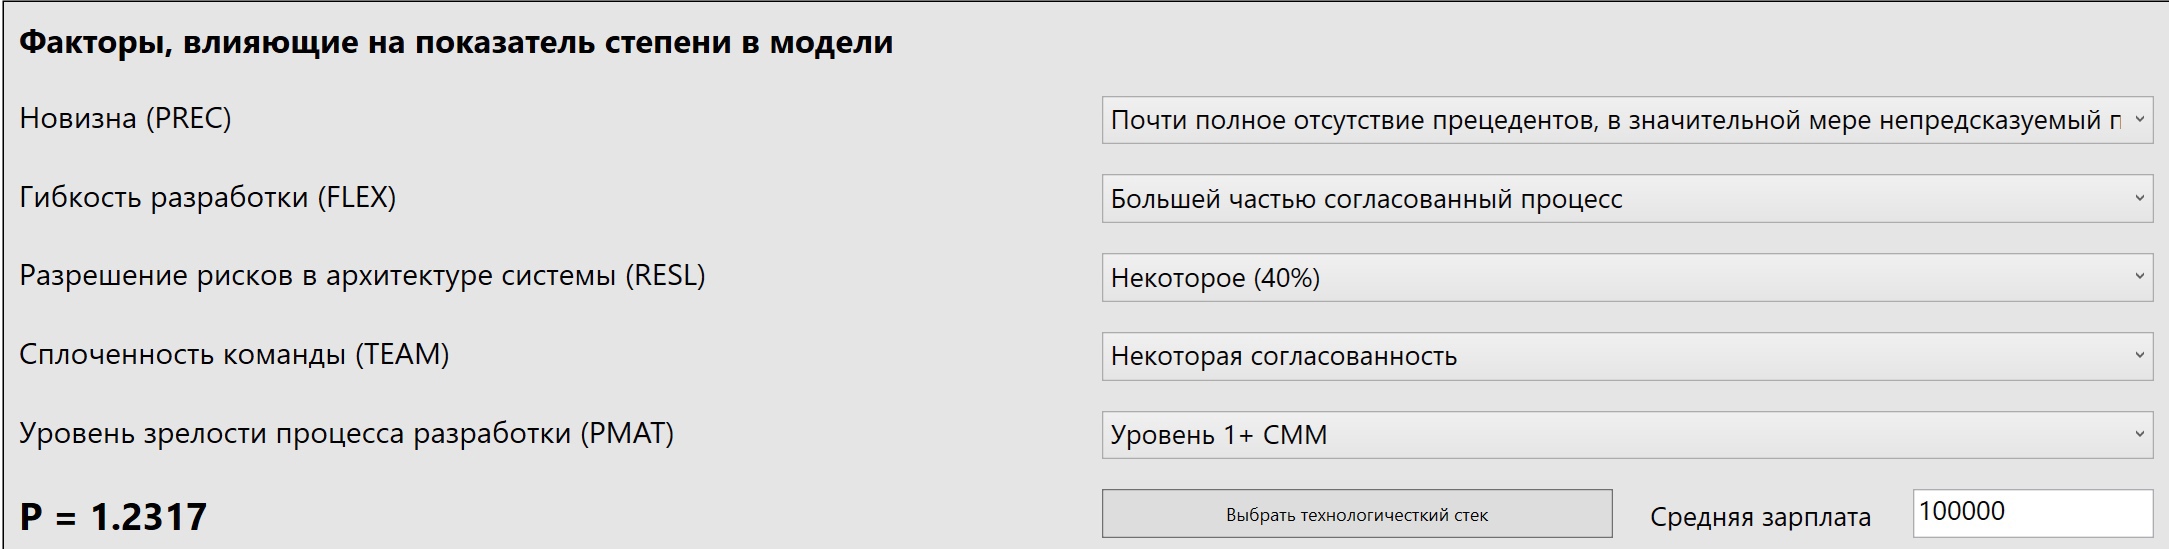 Факторы, влияющие на показатель степени в модели
Новизна (PREC) Почти полное отсутствие прецедентов, в значительной мере непредсказуемый п
Гибкость разработки (FLEX) Большей частью согласованный процесс
Разрешение рисков в архитектуре системы (RESL) Некоторое (40%)
Сплоченность команды (TEAM) Некоторая согласованность
Уровень зрелости процесса разработки (PMAT) Уровень 1+ СММ
P = 1.2317 Выбрать технологичесткий стек Средняя зарплата 100000